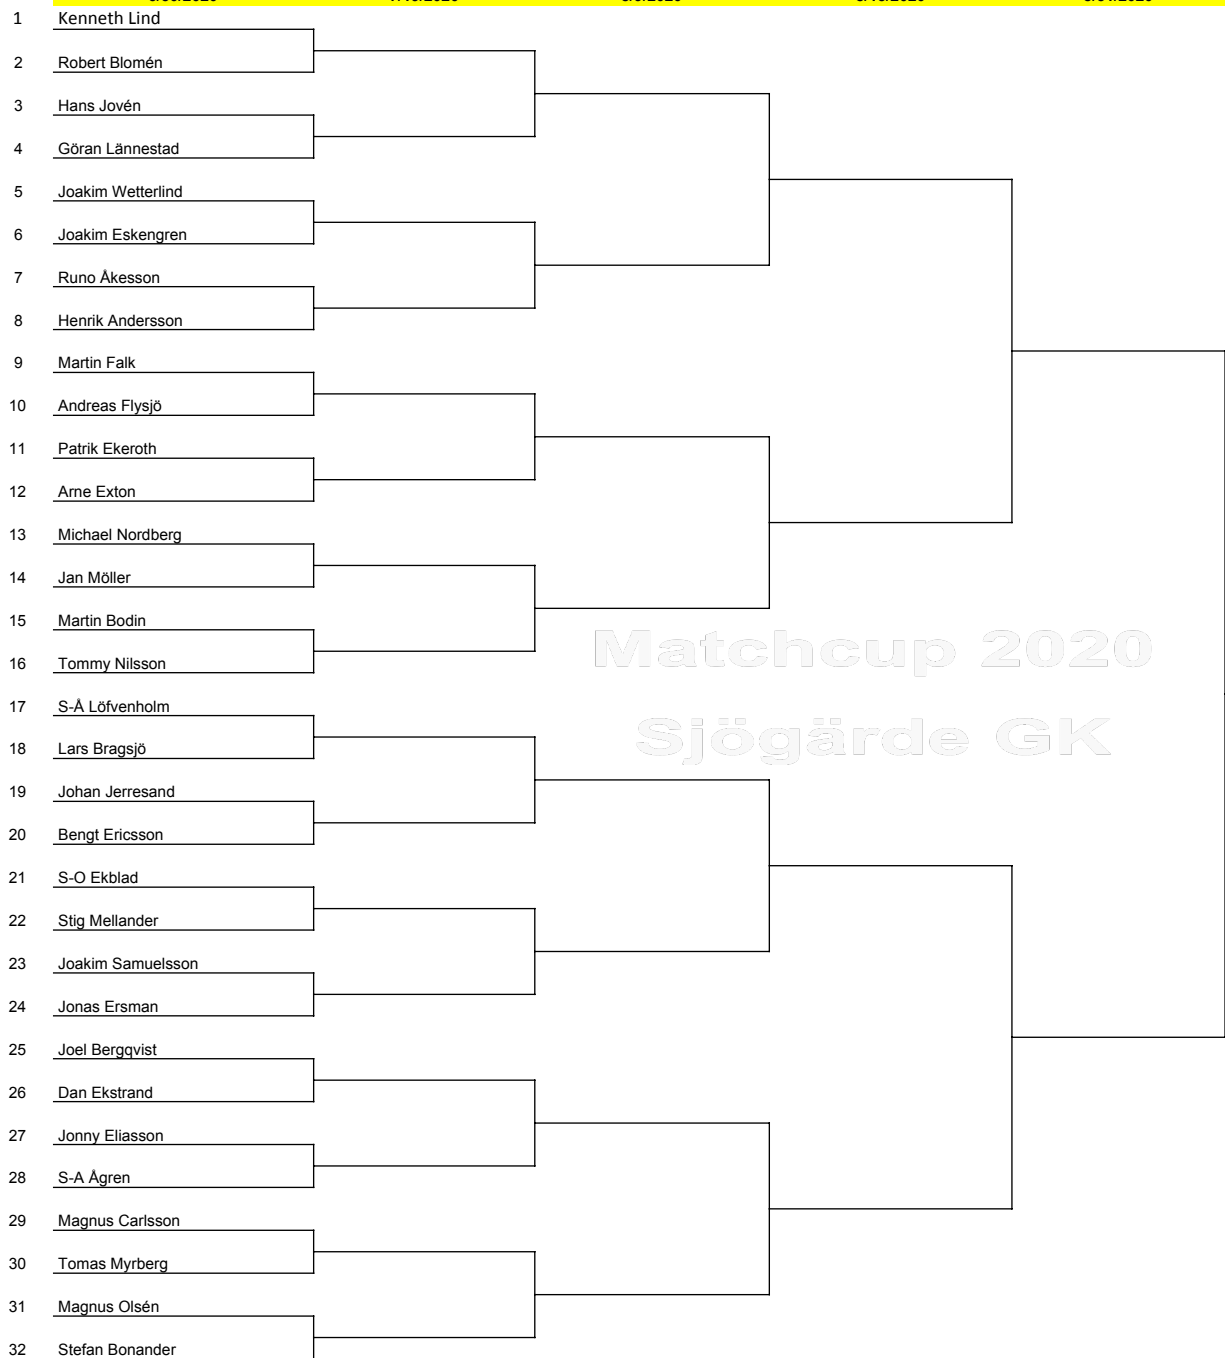 1 Kenneth Lind
2 Robert Blomén
3 Hans Jovén
4 Göran Lännestad
5 Joakim Wetterlind
6 Joakim Eskengren
7 Runo Åkesson
8 Henrik Andersson
9 Martin Falk
10 Andreas Flysjö
11 Patrik Ekeroth
12 Arne Exton
13 Michael Nordberg
14 Jan Möller
15 Martin Bodin
16 Tommy Nilsson
Matchcup 2020
17 S-Å Löfvenholm
Sjögärde GK
18 Lars Bragsjö
19 Johan Jerresand
20 Bengt Ericsson
21 S-O Ekblad
22 Stig Mellander
23 Joakim Samuelsson
24 Jonas Ersman
25 Joel Bergqvist
26 Dan Ekstrand
27 Jonny Eliasson
28 S-A Ågren
29 Magnus Carlsson
30 Tomas Myrberg
31 Magnus Olsén
32 Stefan Bonander